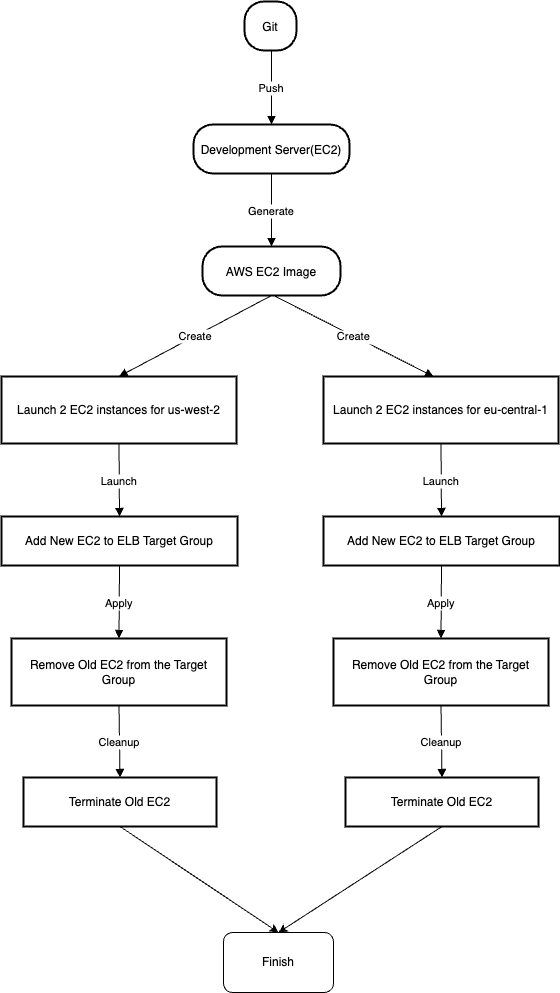 Git
Push
Development Server(EC2)
Generate
AWS EC2 Image
Create
Create
Launch 2 EC2 instances for us-west-2
Launch 2 EC2 instances for eu-central-1
Launch
Launch
Add New EC2 to ELB Target Group
Add New EC2 to ELB Target Group
Apply
Apply
Remove Old EC2 from the Target
Group
Remove Old EC2 from the Target
Group
Cleanup
Cleanup
Terminate Old EC2
Terminate Old EC2
Finish